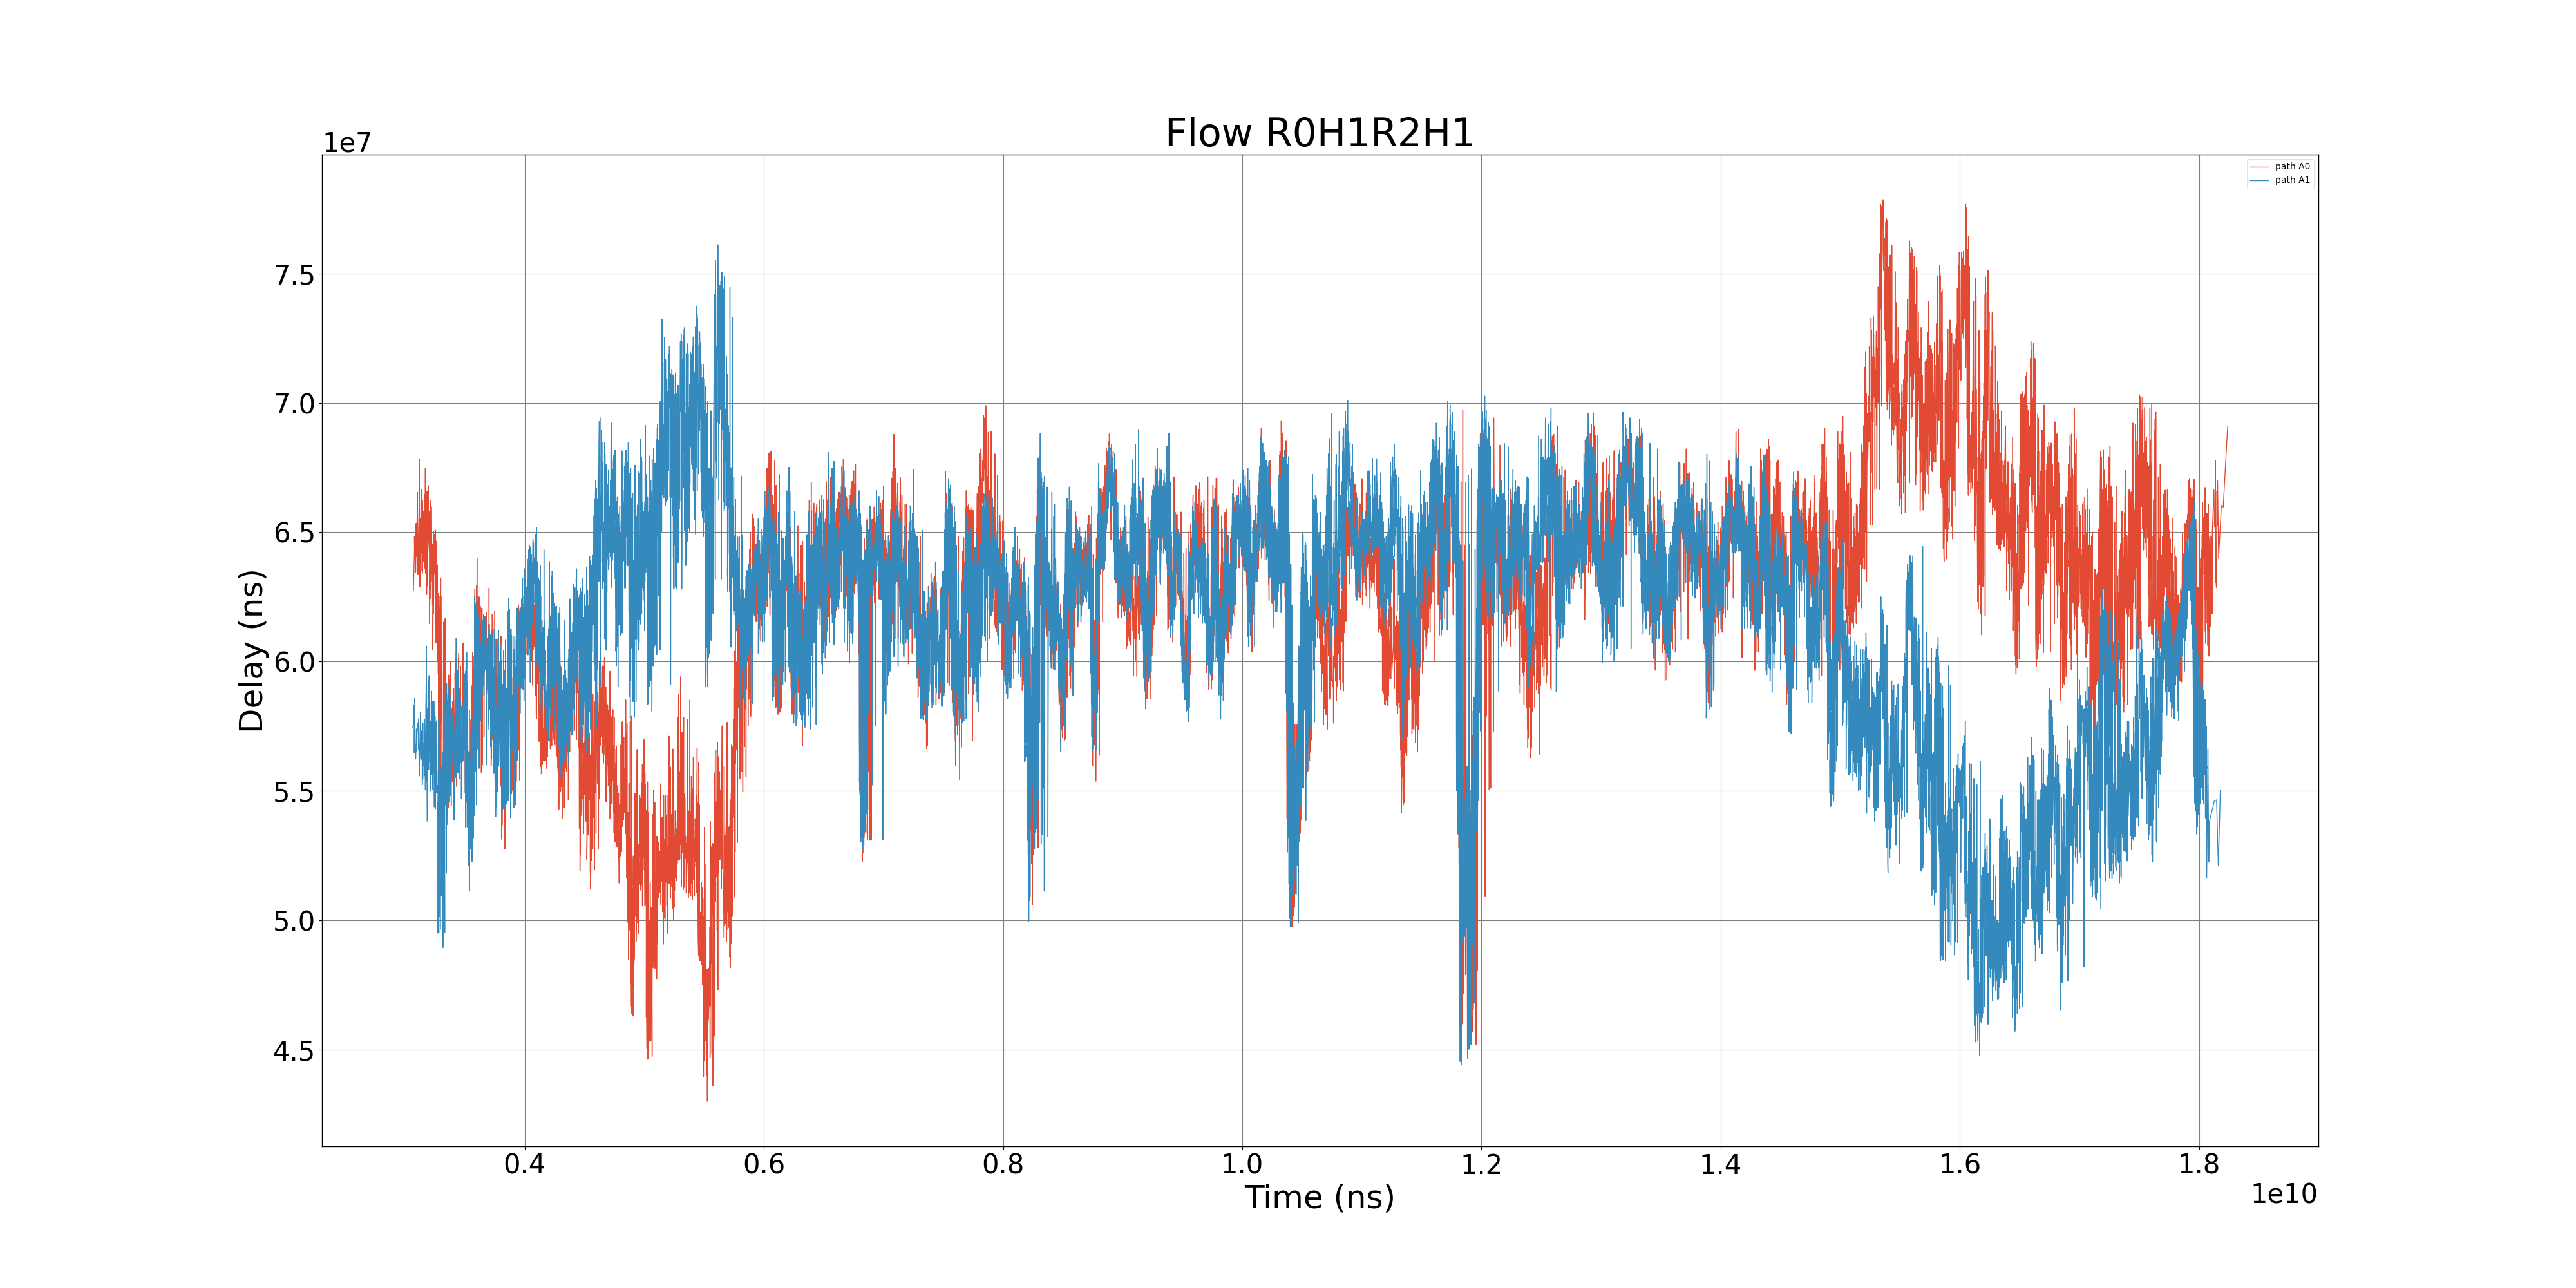 Flow R0H1R2H1
1e7
path A0
path A1
7.5
7.0
6.5
6.0
5.5
5.0
4.5
Delay (ns)
0.4 0.6 0.8 1.0 1.2 1.4 1.6 1.8
Time (ns)
1e10